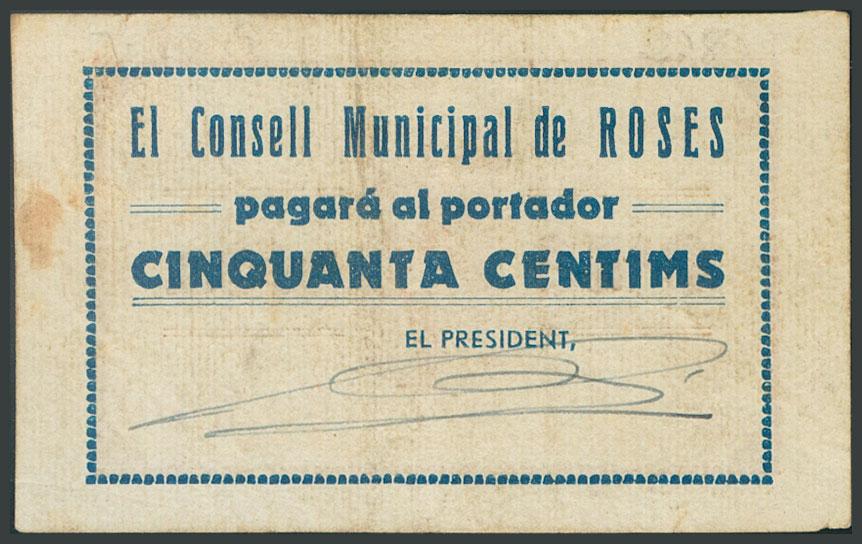 El Consell Municipal de ROSES
pagará al portador
CINQUANTA CENTIMS
EL PRESIDENT,